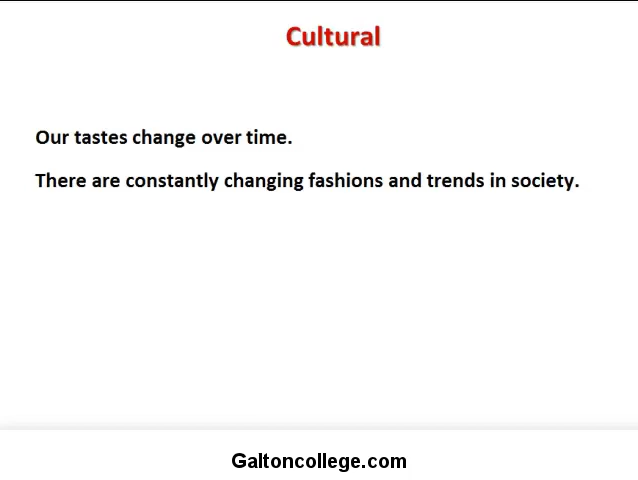 Cultural
Our tastes change over time.
There are constantly changing fashions and trends in society.
Galtoncollege.com